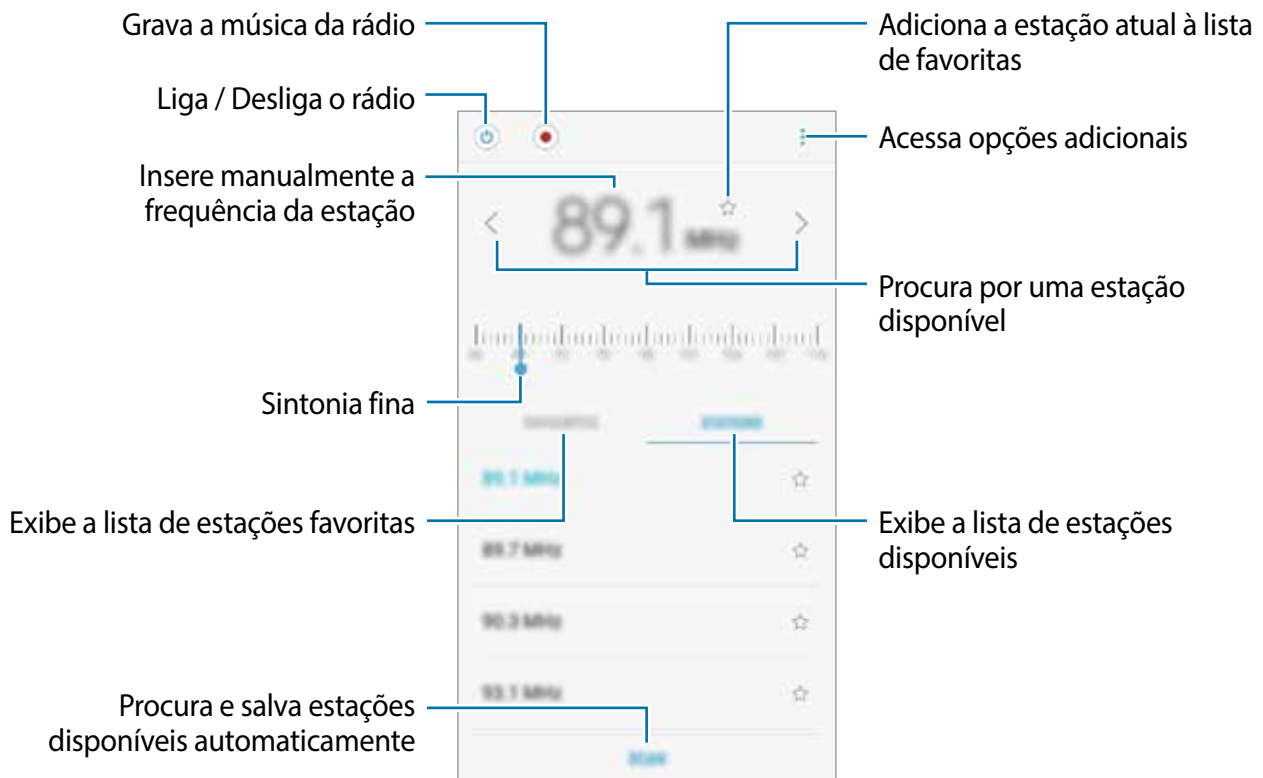 Grava a música da rádio
Liga / Desliga o rádio
Insere manualmente a
frequência da estação
Sintonia fina
Exibe a lista de estações favoritas
Procura e salva estações
disponíveis automaticamente
Adiciona a estação atual à lista
de favoritas
Acessa opções adicionais
Procura por uma estação
disponível
Exibe a lista de estações
disponíveis
89.1 MHz
STATIONS
89.1 MHz
89.7 MHz
90.3 MHz
93.1 MHz
SCAN